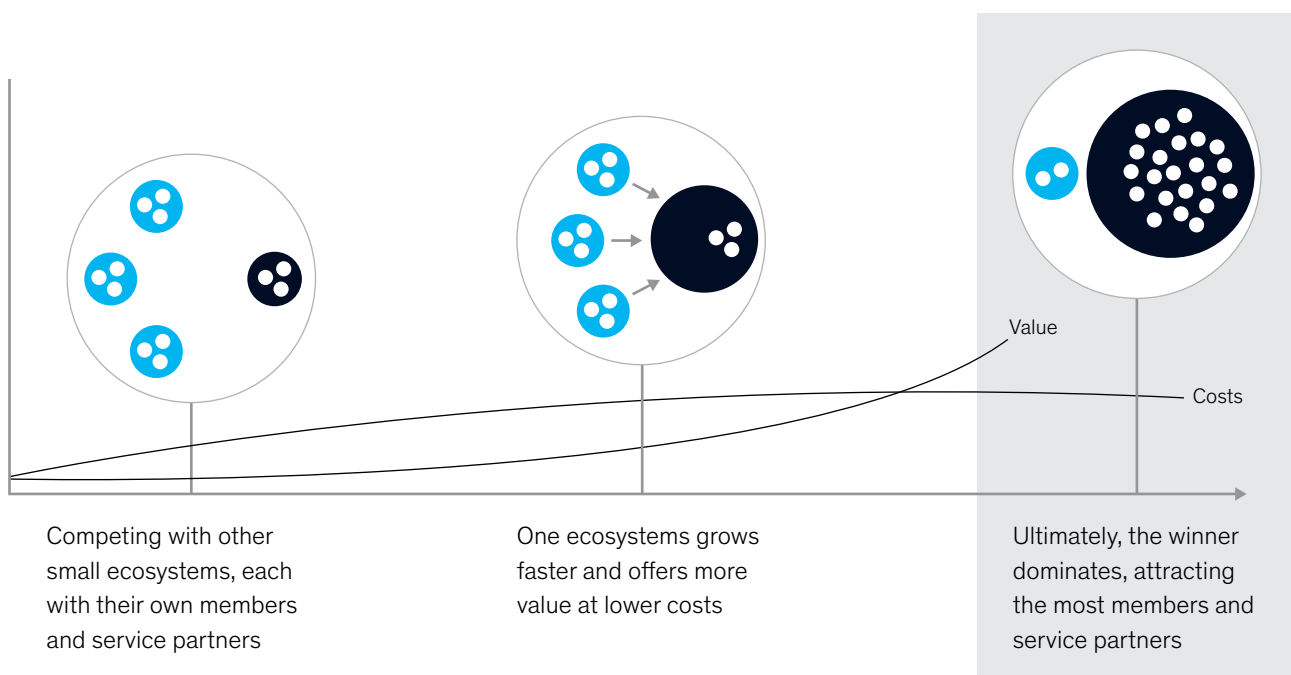 Value
Costs
Competing with other
small ecosystems, each
with their own members
and service partners
One ecosystems grows
faster and offers more
value at lower costs
Ultimately, the winner
dominates, attracting
the most members and
service partners